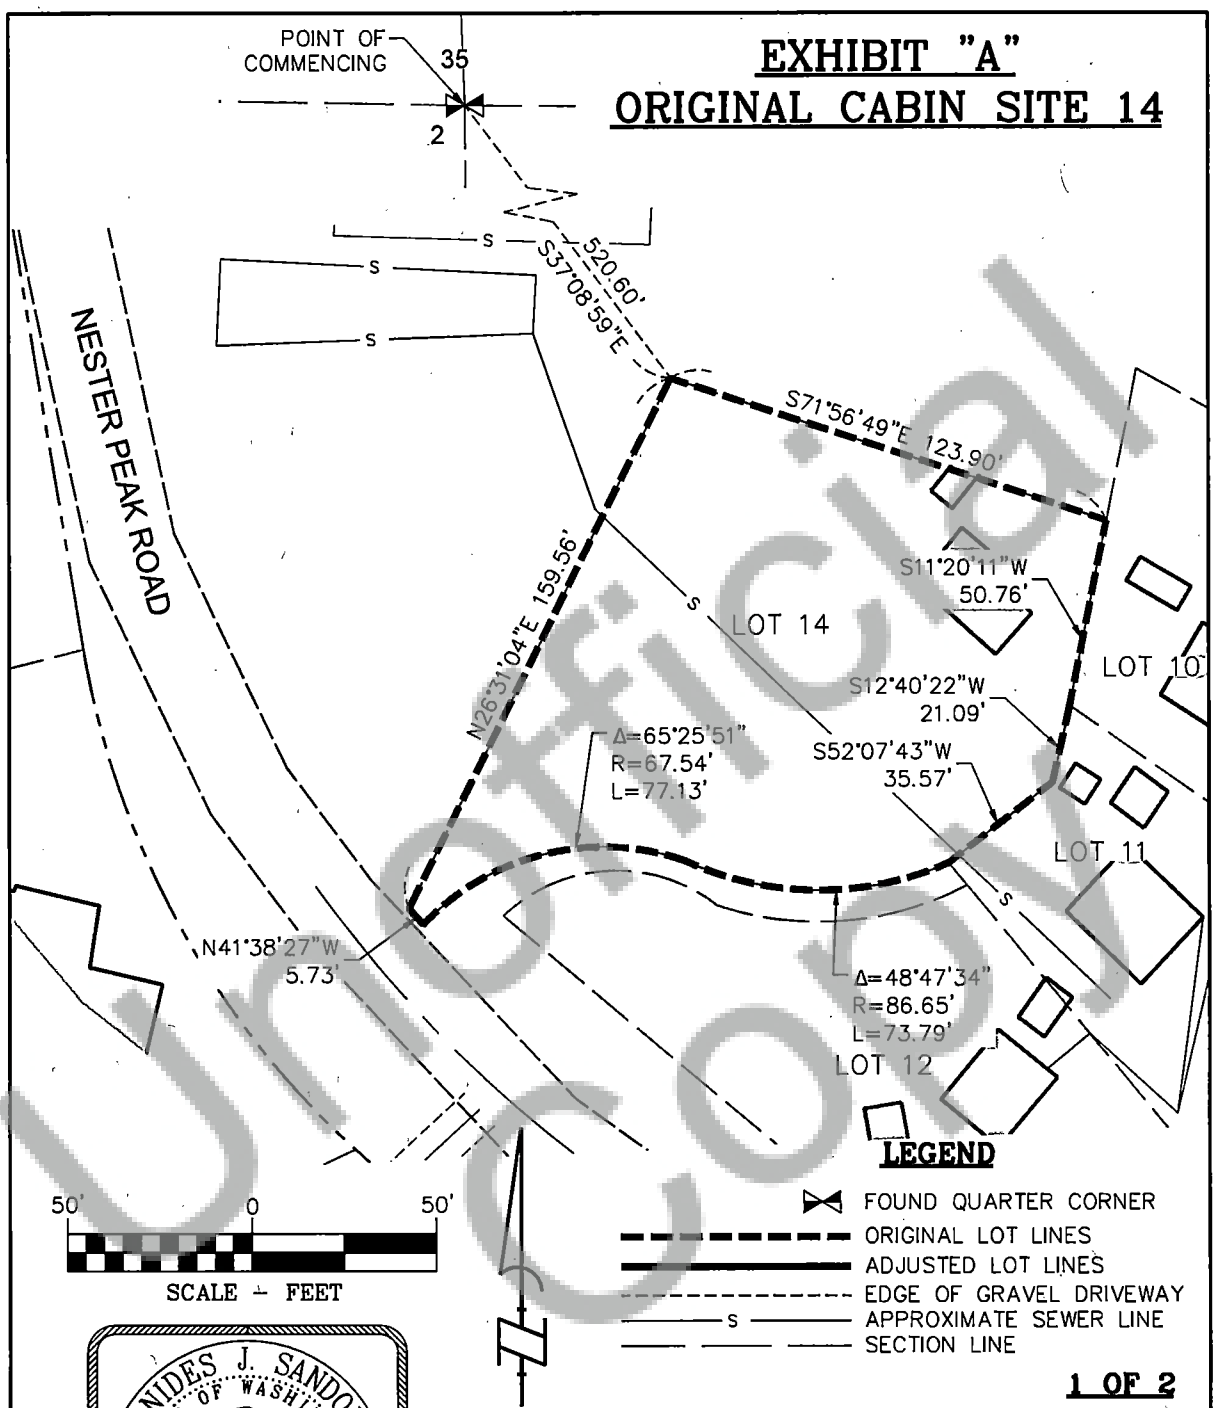 EXHIBIT "A"
ORIGINAL CABIN SITE 14
POINT OF
COMMENCING
35
2
S
520.60'
S37°08'59"E
S
S
NESTER PEAK ROAD
S71°56'49"E 123.90'
N26°31'04"E 159.56'
S11°20'11"W
50.76'
S
LOT 14
LOT 10
S12°40'22"W
21.09'
Δ=65°25'51"
R=67.54'
L=77.13'
S52°07'43"W
35.57'
LOT 11
S
N41°38'27"W
5.73'
Δ=48°47'34"
R=86.65'
L=73.79'
LOT 12
Unofficial
Copy
50' 0 50'
SCALE - FEET
LEGEND
FOUND QUARTER CORNER
ORIGINAL LOT LINES
ADJUSTED LOT LINES
EDGE OF GRAVEL DRIVEWAY
S APPROXIMATE SEWER LINE
SECTION LINE
J.
OF
1 OF 2